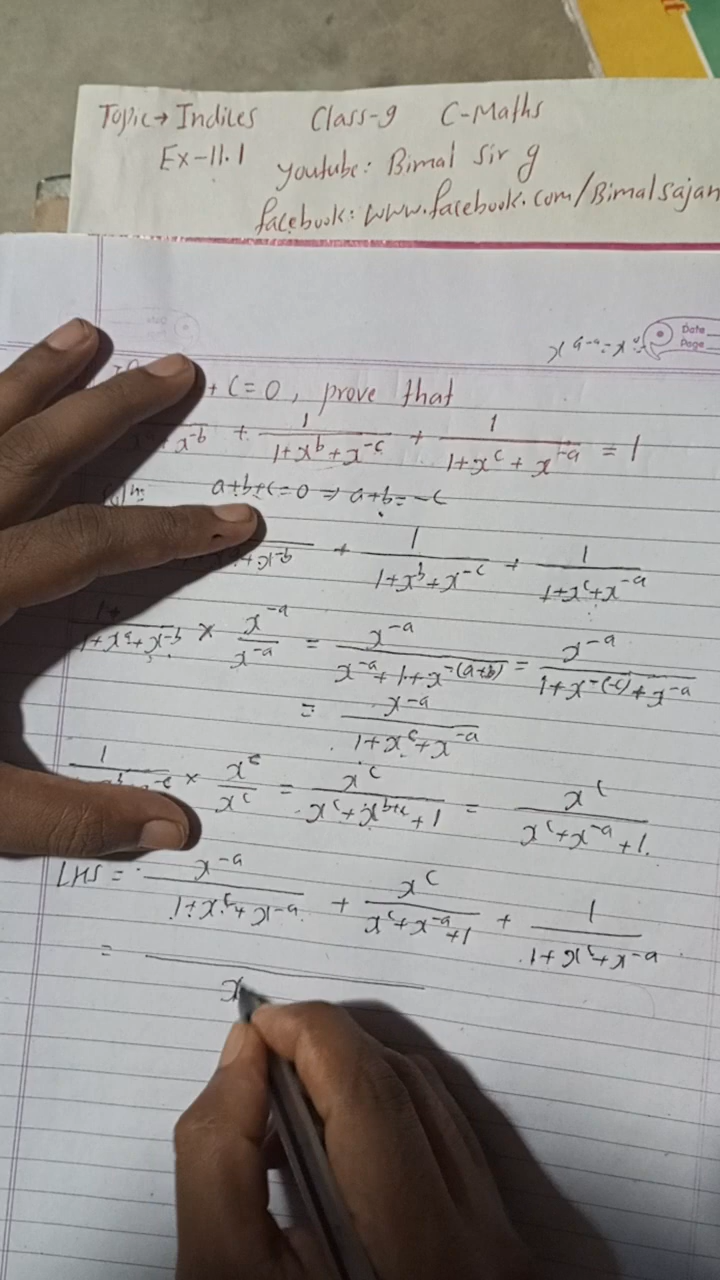 Topic → Indices Class-9 C-Maths
Ex-11.1 youtube: Bimal Sir g
facebook: www.facebook.com/Bimalsajan
Date
Page
+ c = 0, prove that
+ 1/(1+x^b+x^-c) + 1/(1+x^c+x^-a) = 1
a+b+c=0 ⇒ a+b=-c
+ 1/(1+x^b+x^-c) + 1/(1+x^c+x^-a)
× x^-a/x^-a = x^-a/(x^-a+1+x^-(a+b)) = x^-a/(1+x^-(-c)+x^-a)
= x^-a/(1+x^c+x^-a)
× x^c/x^c = x^c/(x^c+x^b+c+1) = x^c/(x^c+x^-a+1)
LHS = x^-a/(1+x^c+x^-a) + x^c/(x^c+x^-a+1) + 1/(1+x^c+x^-a)
=
x